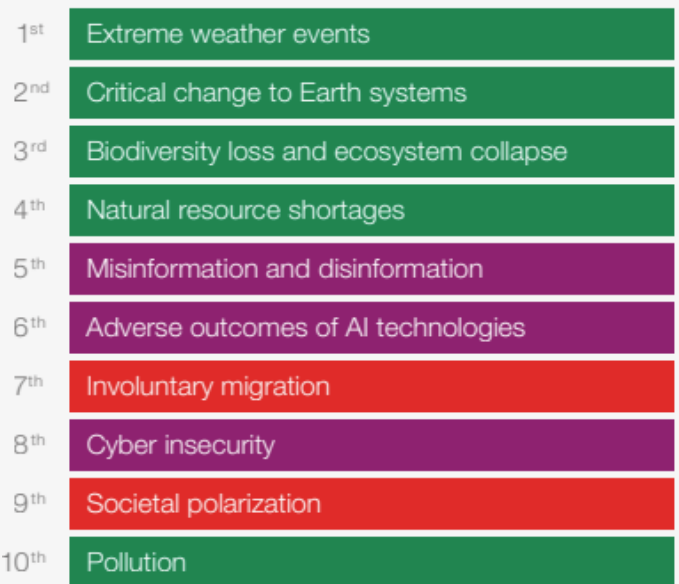 1st Extreme weather events
2nd Critical change to Earth systems
3rd Biodiversity loss and ecosystem collapse
4th Natural resource shortages
5th Misinformation and disinformation
6th Adverse outcomes of AI technologies
7th Involuntary migration
8th Cyber insecurity
9th Societal polarization
10th Pollution